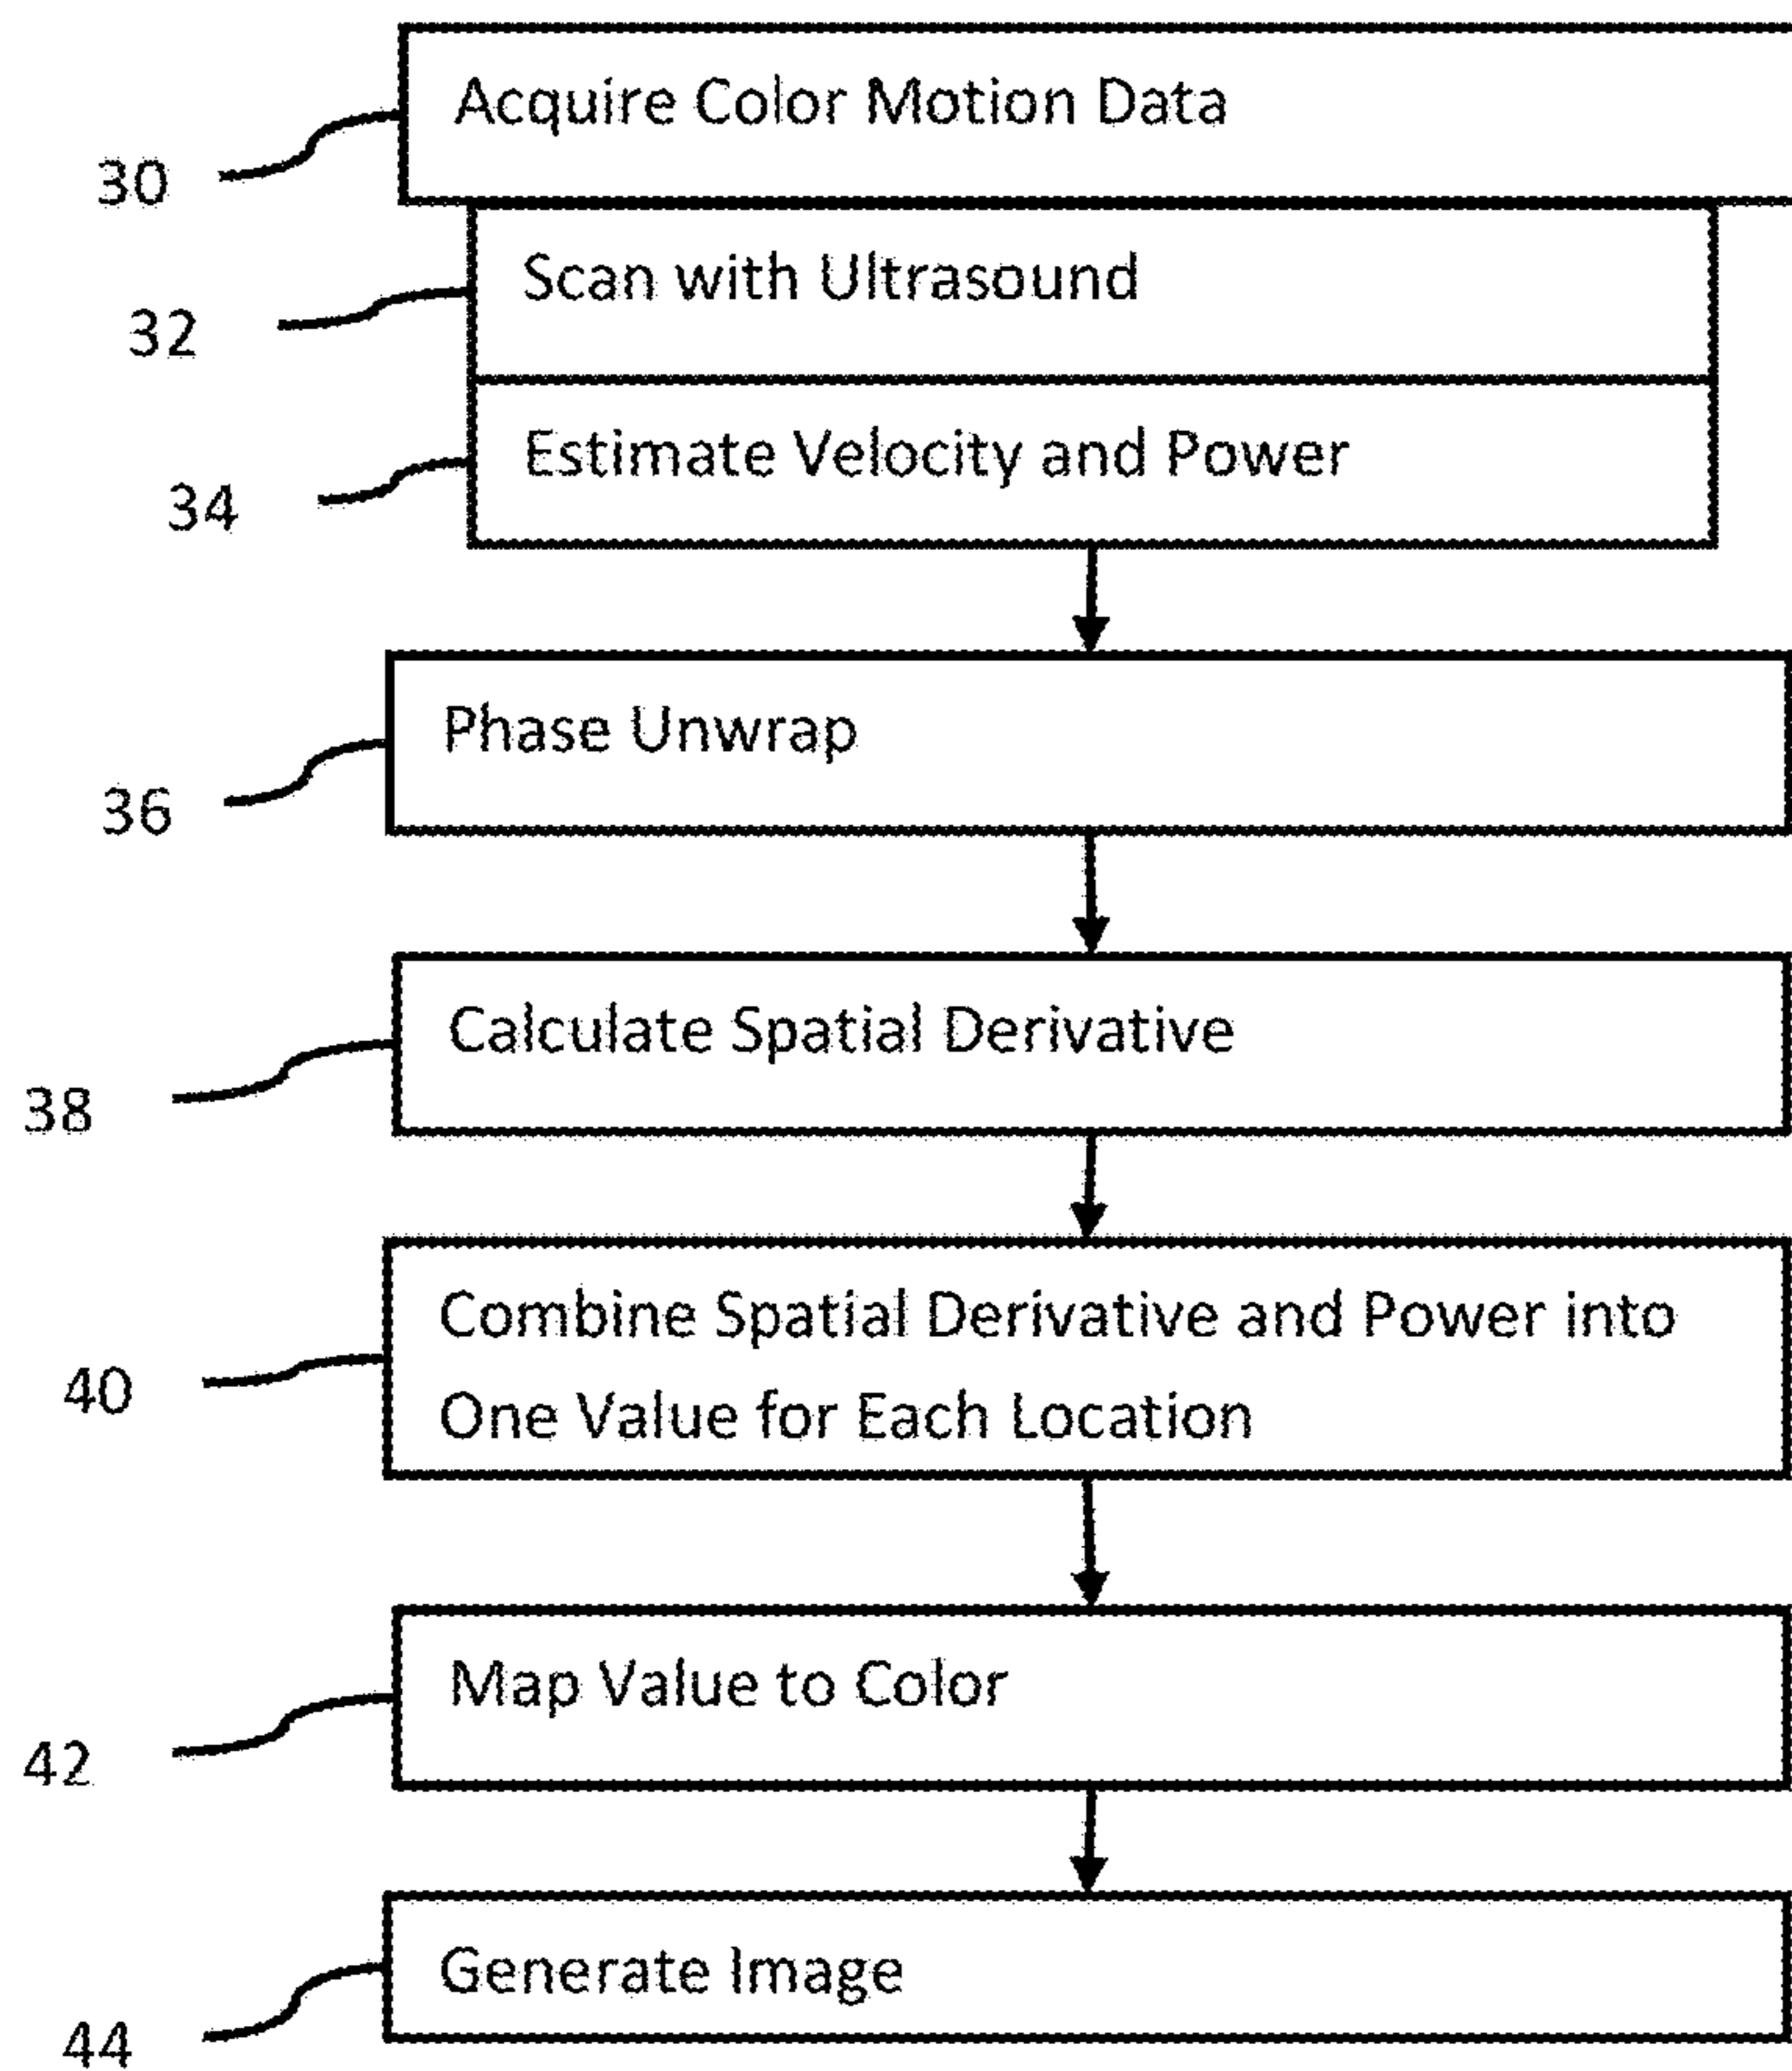 Acquire Color Motion Data
30
Scan with Ultrasound
32
Estimate Velocity and Power
34
Phase Unwrap
36
Calculate Spatial Derivative
38
Combine Spatial Derivative and Power into
One Value for Each Location
40
Map Value to Color
42
Generate Image
44